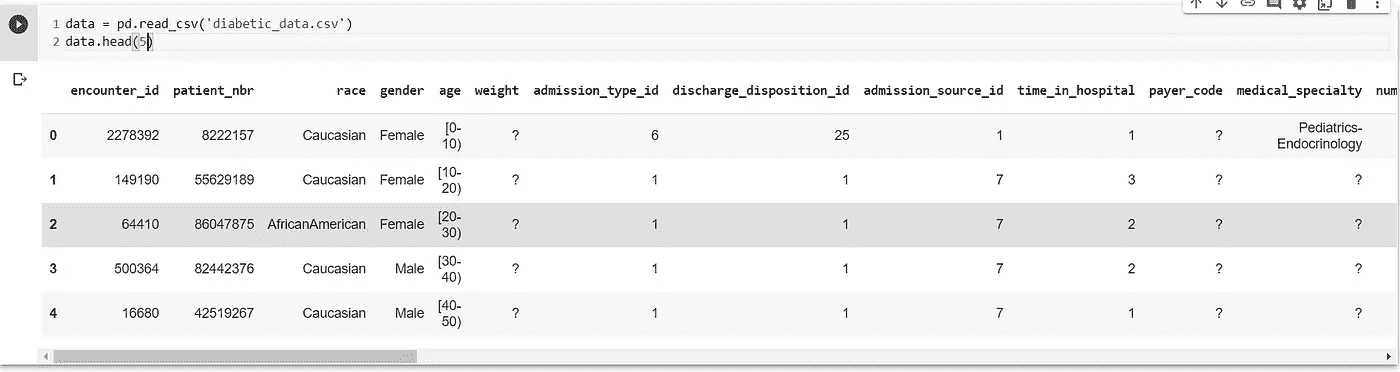 1 data = pd.read_csv('diabetic_data.csv')
2 data.head(5)
encounter_id patient_nbr race gender age weight admission_type_id discharge_disposition_id admission_source_id time_in_hospital payer_code medical_specialty num
0 2278392 8222157 Caucasian Female [0-10) ? 6 25 1 1 ? Pediatrics-Endocrinology
1 149190 55629189 Caucasian Female [10-20) ? 1 1 7 3 ? ?
2 64410 86047875 AfricanAmerican Female [20-30) ? 1 1 7 2 ? ?
3 500364 82442376 Caucasian Male [30-40) ? 1 1 7 2 ? ?
4 16680 42519267 Caucasian Male [40-50) ? 1 1 7 1 ? ?